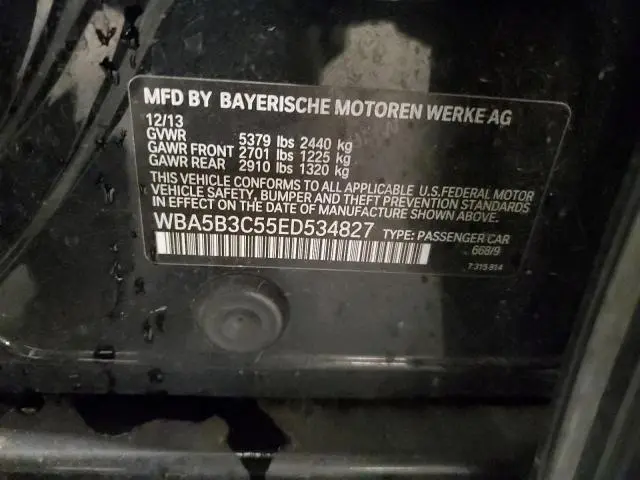 MFD BY BAYERISCHE MOTOREN WERKE AG
12/13
GVWR 5379 lbs 2440 kg
GAWR FRONT 2701 lbs 1225 kg
GAWR REAR 2910 lbs 1320 kg
THIS VEHICLE CONFORMS TO ALL APPLICABLE U.S.FEDERAL MOTOR
VEHICLE SAFETY, BUMPER AND THEFT PREVENTION STANDARDS
IN EFFECT ON THE DATE OF MANUFACTURE SHOWN ABOVE.
WBA5B3C55ED534827 TYPE: PASSENGER CAR
668/9
7 315 814